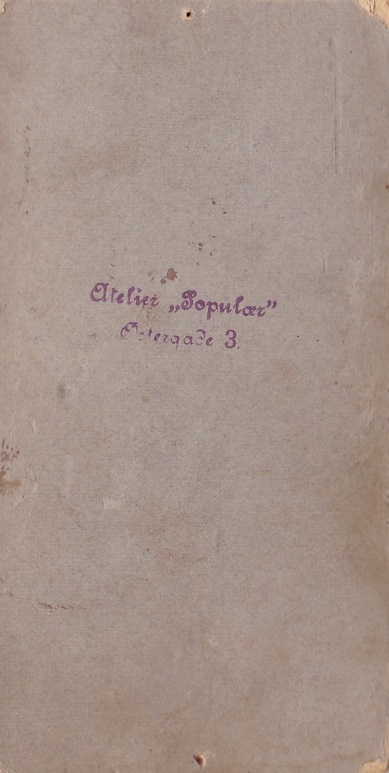 Atelier „Populær”
Østergade 3.